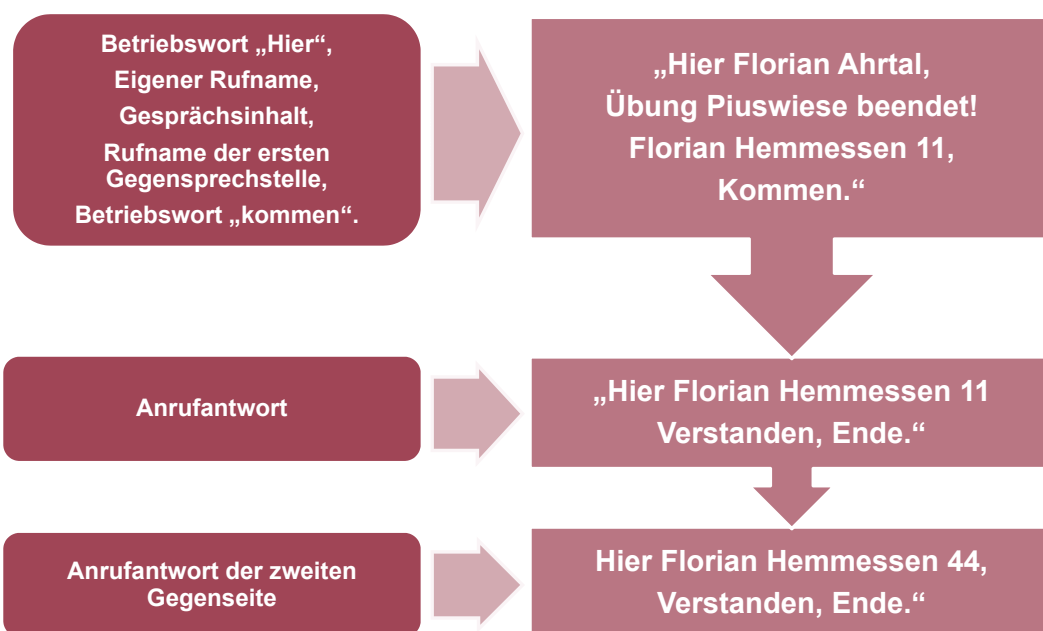 Betriebswort „Hier“,
Eigener Rufname,
Gesprächsinhalt,
Rufname der ersten
Gegensprechstelle,
Betriebswort „kommen“.
„Hier Florian Ahrtal,
Übung Piuswiese beendet!
Florian Hemmessen 11,
Kommen.“
Anrufantwort
„Hier Florian Hemmessen 11
Verstanden, Ende.“
Anrufantwort der zweiten
Gegenseite
Hier Florian Hemmessen 44,
Verstanden, Ende.“